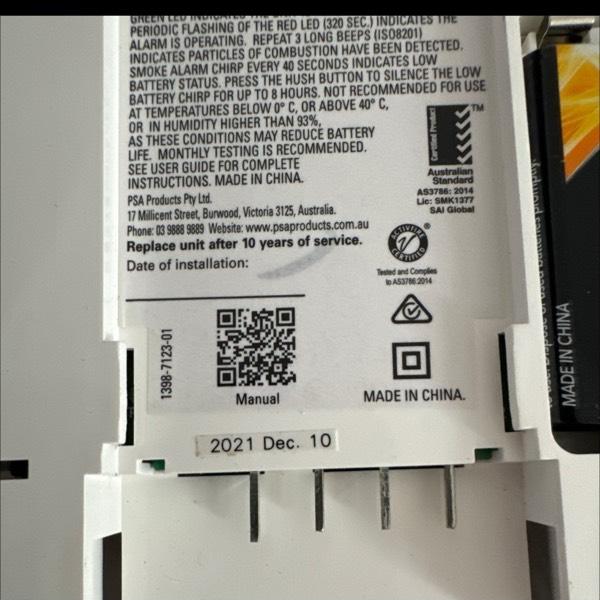 GREEN LED INDICATES THE
PERIODIC FLASHING OF THE RED LED (320 SEC.) INDICATES THE
ALARM IS OPERATING. REPEAT 3 LONG BEEPS (ISO8201)
INDICATES PARTICLES OF COMBUSTION HAVE BEEN DETECTED.
SMOKE ALARM CHIRP EVERY 40 SECONDS INDICATES LOW
BATTERY STATUS. PRESS THE HUSH BUTTON TO SILENCE THE LOW
BATTERY CHIRP FOR UP TO 8 HOURS. NOT RECOMMENDED FOR USE
AT TEMPERATURES BELOW 0° C, OR ABOVE 40° C,
OR IN HUMIDITY HIGHER THAN 93%,
AS THESE CONDITIONS MAY REDUCE BATTERY
LIFE. MONTHLY TESTING IS RECOMMENDED.
SEE USER GUIDE FOR COMPLETE
INSTRUCTIONS. MADE IN CHINA.
PSA Products Pty Ltd.
17 Millicent Street, Burwood, Victoria 3125, Australia.
Phone: 03 9888 9889 Website: www.psaproducts.com.au
Replace unit after 10 years of service.
Date of installation:
Certified Product
TM
Australian
Standard
AS3786: 2014
Lic: SMK1377
SAI Global
ACTIVFIRE
CERTIFIED
®
Tested and Complies
to AS3786:2014
1398-7123-01
Manual
MADE IN CHINA.
2021 Dec. 10
MADE IN CHINA